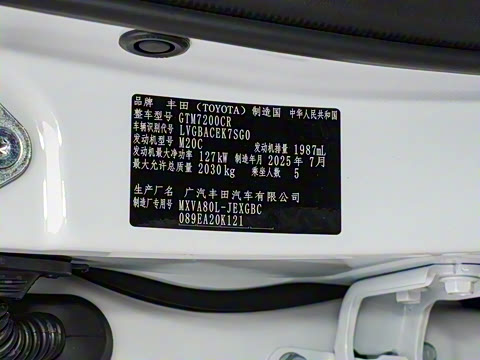 品牌 丰田（TOYOTA）制造国 中华人民共和国
整车型号 GTM7200CR
车辆识别代号 LVGBACEK7SG0
发动机型号 M20C 发动机排量 1987mL
发动机最大净功率 127kW 制造年月 2025年 7月
最大允许总质量 2030kg 乘坐人数 5
生产厂名 广汽丰田汽车有限公司
制造厂专用号 MXVA80L-JEXGBC
089EA20K121